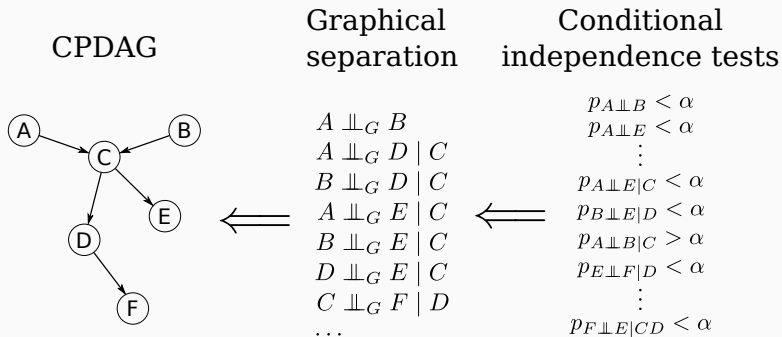 CPDAG
A
B
C
E
D
F
Graphical
separation
A ⊥⊥_G B
A ⊥⊥_G D | C
B ⊥⊥_G D | C
A ⊥⊥_G E | C
B ⊥⊥_G E | C
D ⊥⊥_G E | C
C ⊥⊥_G F | D
...
Conditional
independence tests
p_{A⊥⊥B} < α
p_{A⊥⊥E} < α
⋮
p_{A⊥⊥E|C} < α
p_{B⊥⊥E|D} < α
p_{A⊥⊥B|C} > α
p_{E⊥⊥F|D} < α
⋮
p_{F⊥⊥E|CD} < α